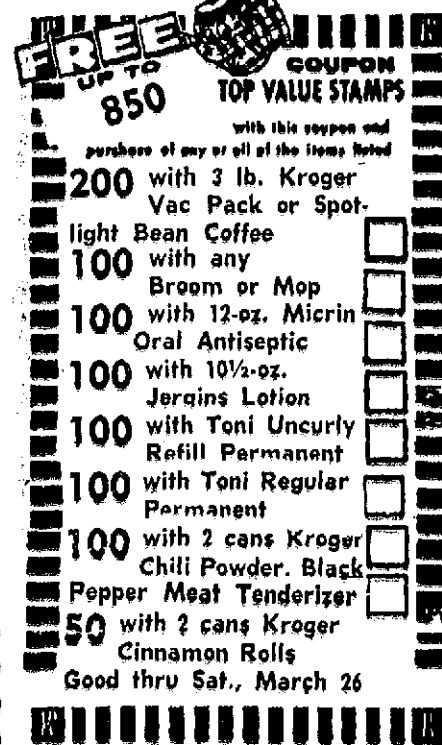 FREE
UP TO
850
COUPON
TOP VALUE STAMPS
with this coupon and
purchase of any or all of the items listed
200 with 3 lb. Kroger
Vac Pack or Spot-
light Bean Coffee
100 with any
Broom or Mop
100 with 12-oz. Micrin
Oral Antiseptic
100 with 10½-oz.
Jergins Lotion
100 with Toni Uncurly
Refill Permanent
100 with Toni Regular
Permanent
100 with 2 cans Kroger
Chili Powder. Black
Pepper Meat Tenderizer
50 with 2 cans Kroger
Cinnamon Rolls
Good thru Sat., March 26